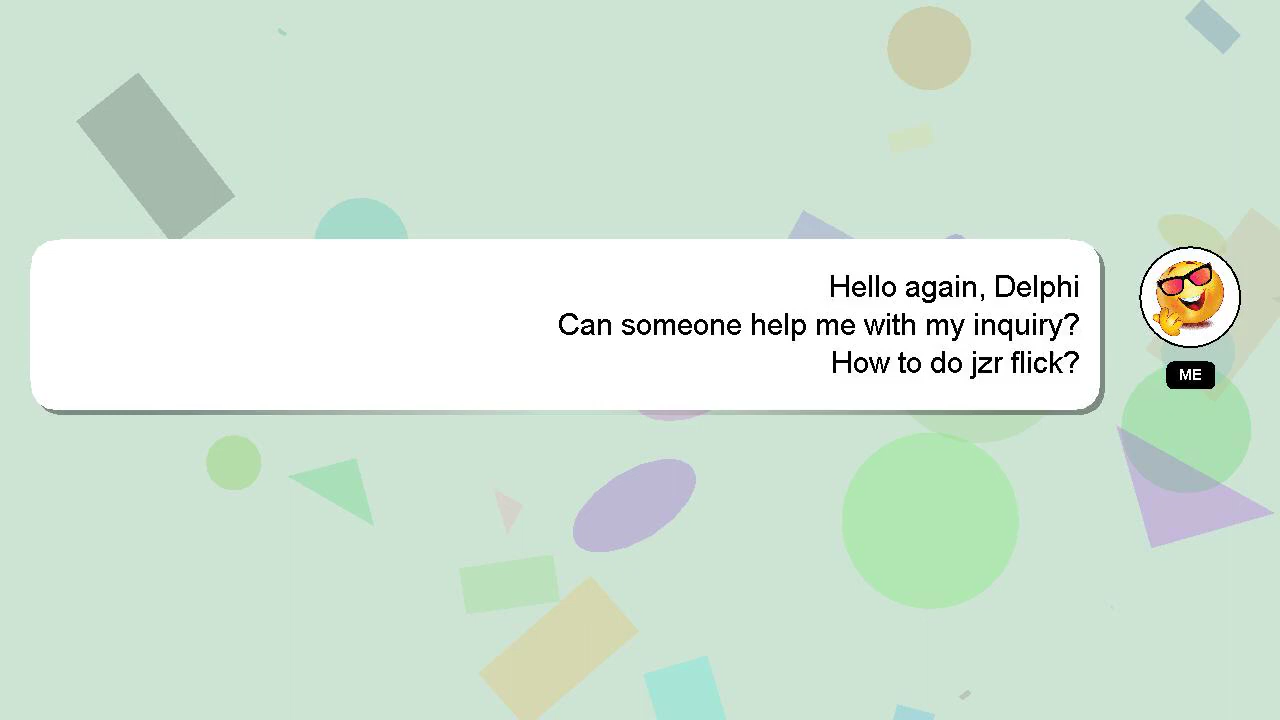 Hello again, Delphi
Can someone help me with my inquiry?
How to do jzr flick?
ME